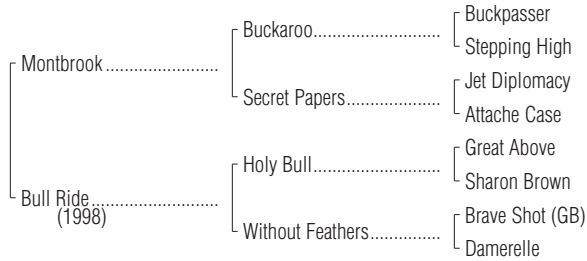 Buckpasser
Buckaroo
Stepping High
Montbrook
Jet Diplomacy
Secret Papers
Attache Case
Great Above
Holy Bull
Sharon Brown
Bull Ride
(1998)
Brave Shot (GB)
Without Feathers
Damerelle